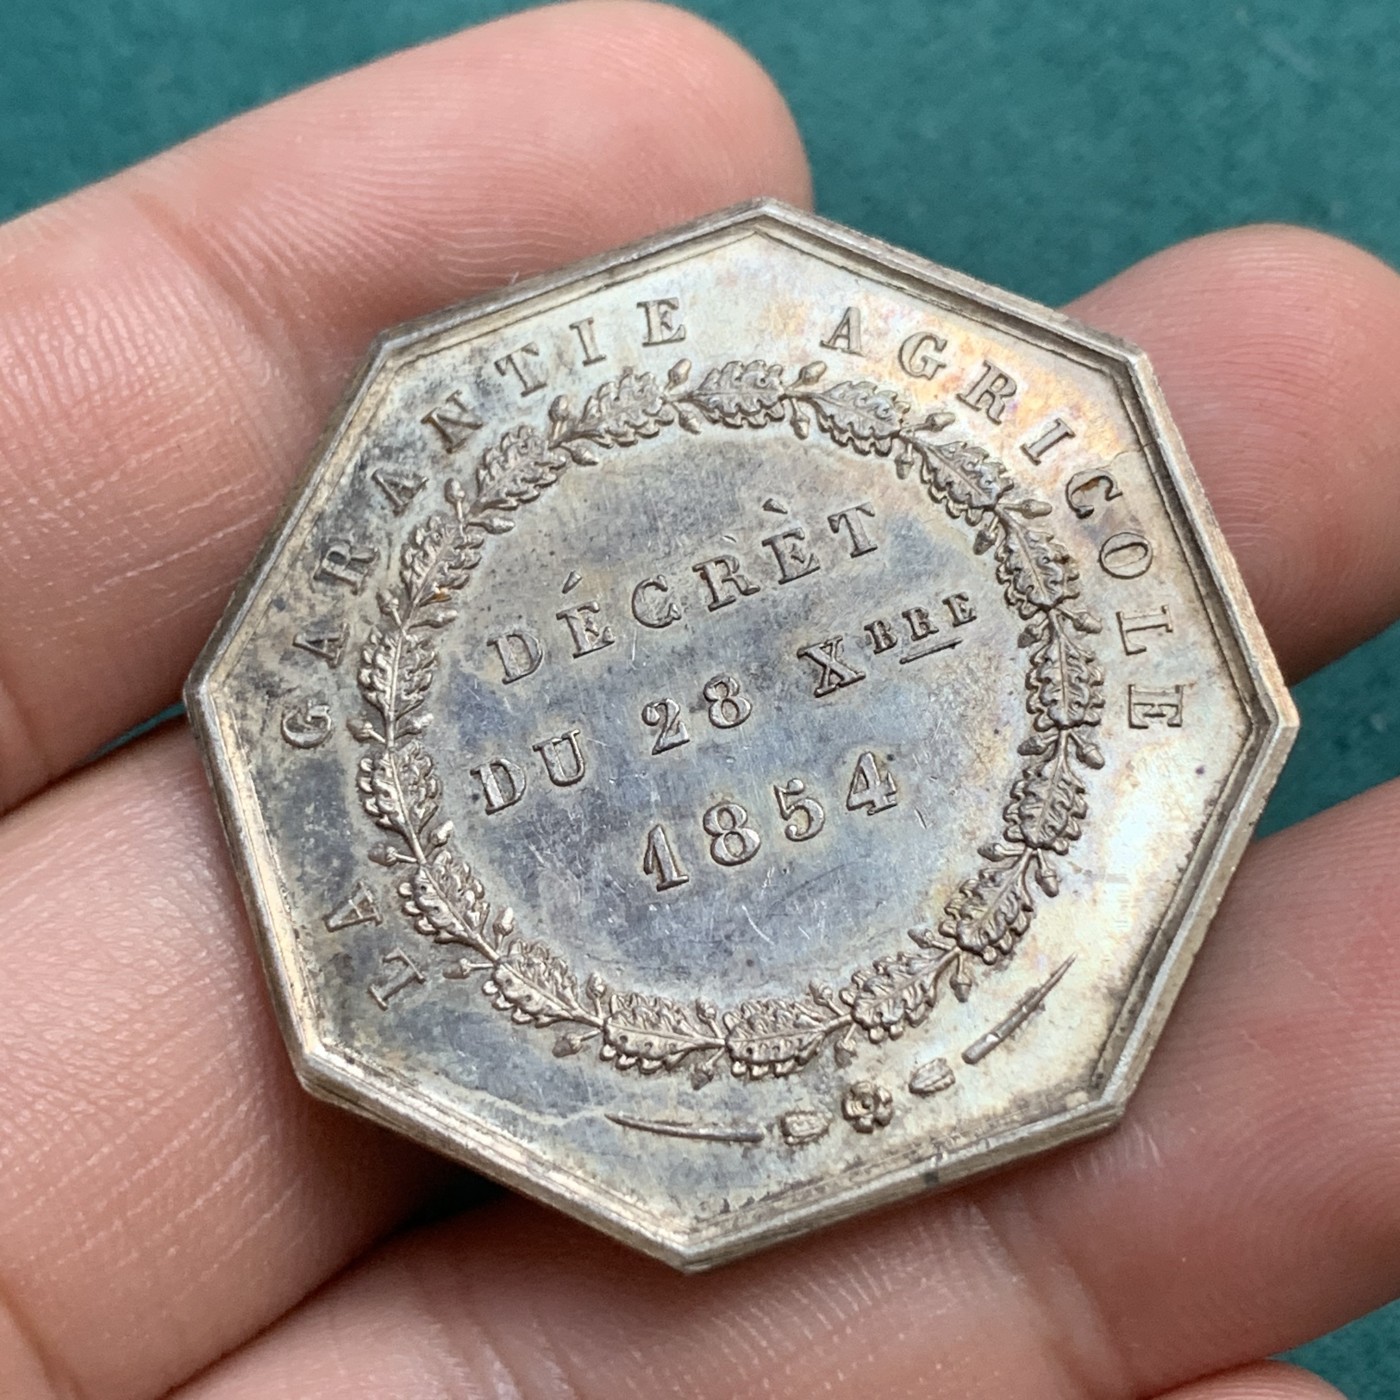 LA GARANTIE AGRICOLE
DÉCRÈT
DU 28 XBRE
1854